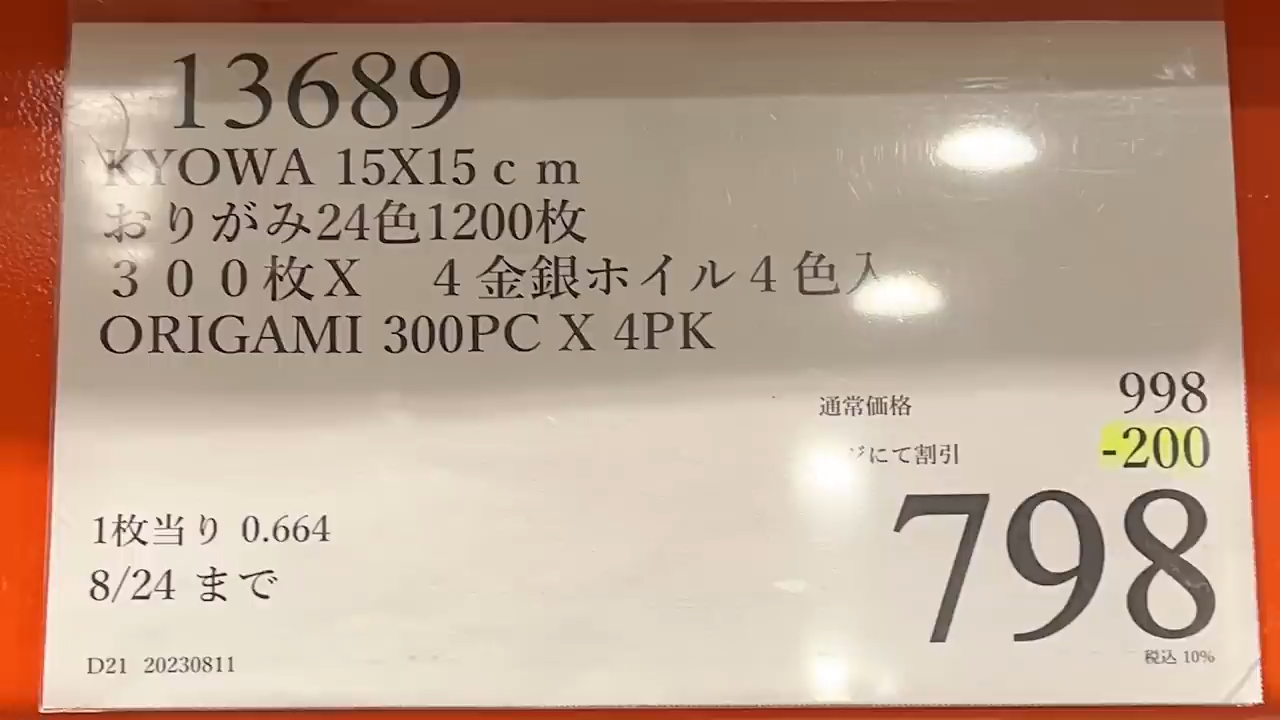 13689
KYOWA 15X15ｃｍ
おりがみ24色1200枚
３００枚X　４金銀ホイル４色入
ORIGAMI 300PC X 4PK
通常価格 998
ジにて割引 -200
798
税込 10%
1枚当り 0.664
8/24 まで
D21 20230811